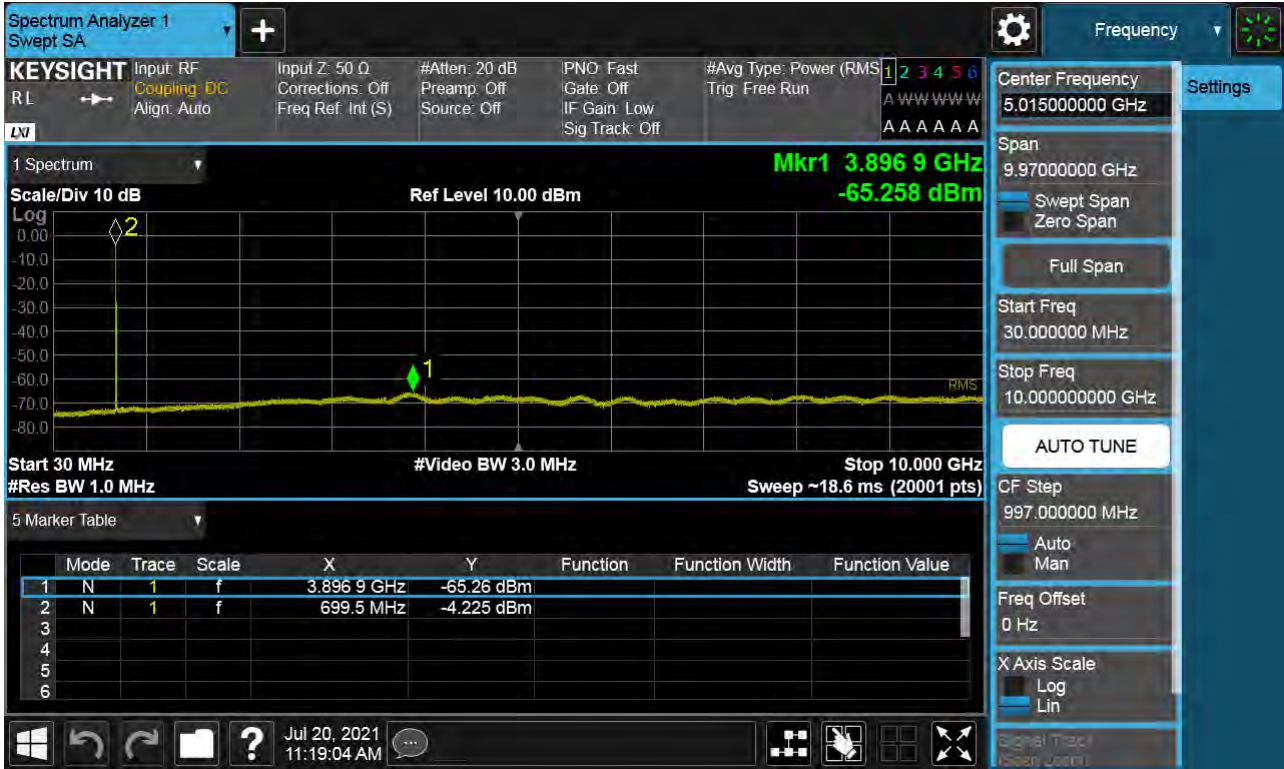 Spectrum Analyzer 1
Swept SA
+
Frequency
KEYSIGHT
RL
LXI
Input: RF
Coupling: DC
Align: Auto
Input Z: 50 Ω
Corrections: Off
Freq Ref: Int (S)
#Atten: 20 dB
Preamp: Off
Source: Off
PNO: Fast
Gate: Off
IF Gain: Low
Sig Track: Off
#Avg Type: Power (RMS
Trig: Free Run
1 2 3 4 5 6
A W W W W W
A A A A A A
1 Spectrum
Mkr1 3.896 9 GHz
-65.258 dBm
Scale/Div 10 dB
Ref Level 10.00 dBm
Log
0.00
-10.0
-20.0
-30.0
-40.0
-50.0
-60.0
-70.0
-80.0
2
1
RMS
Start 30 MHz
#Video BW 3.0 MHz
Stop 10.000 GHz
#Res BW 1.0 MHz
Sweep ~18.6 ms (20001 pts)
5 Marker Table
Mode Trace Scale X Y Function Function Width Function Value
1 N 1 f 3.896 9 GHz -65.26 dBm
2 N 1 f 699.5 MHz -4.225 dBm
3
4
5
6
?
Jul 20, 2021
11:19:04 AM
Center Frequency
5.015000000 GHz
Settings
Span
9.97000000 GHz
Swept Span
Zero Span
Full Span
Start Freq
30.000000 MHz
Stop Freq
10.000000000 GHz
AUTO TUNE
CF Step
997.000000 MHz
Auto
Man
Freq Offset
0 Hz
X Axis Scale
Log
Lin
Signal Track
(Span Zoom)